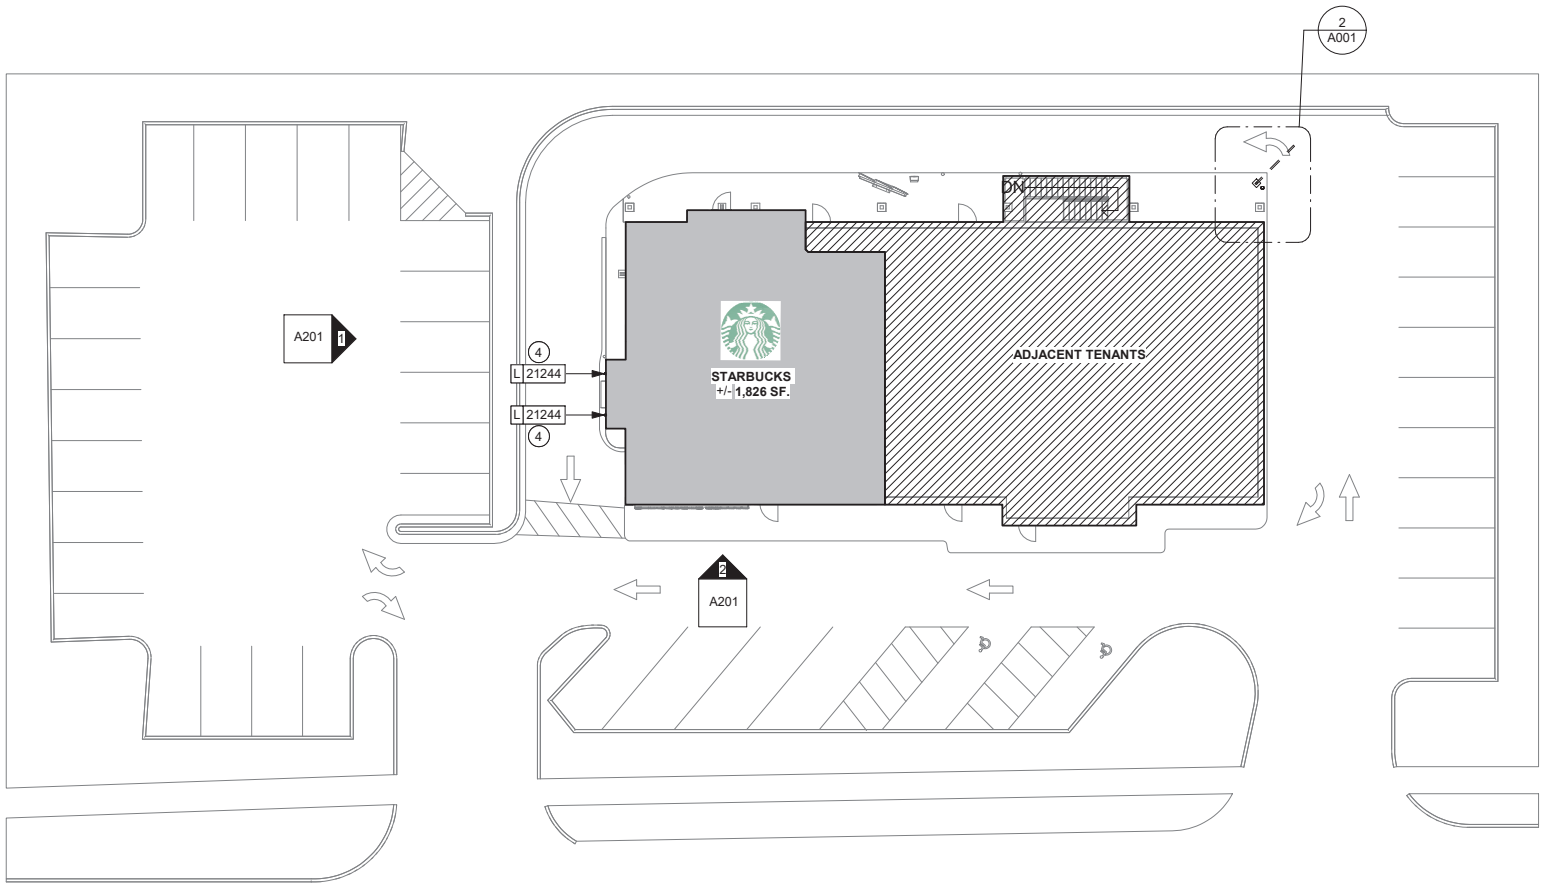 2
A001
DN
A201
1
4
L 21244
L 21244
4
STARBUCKS
+/- 1,826 SF.
ADJACENT TENANTS
2
A201